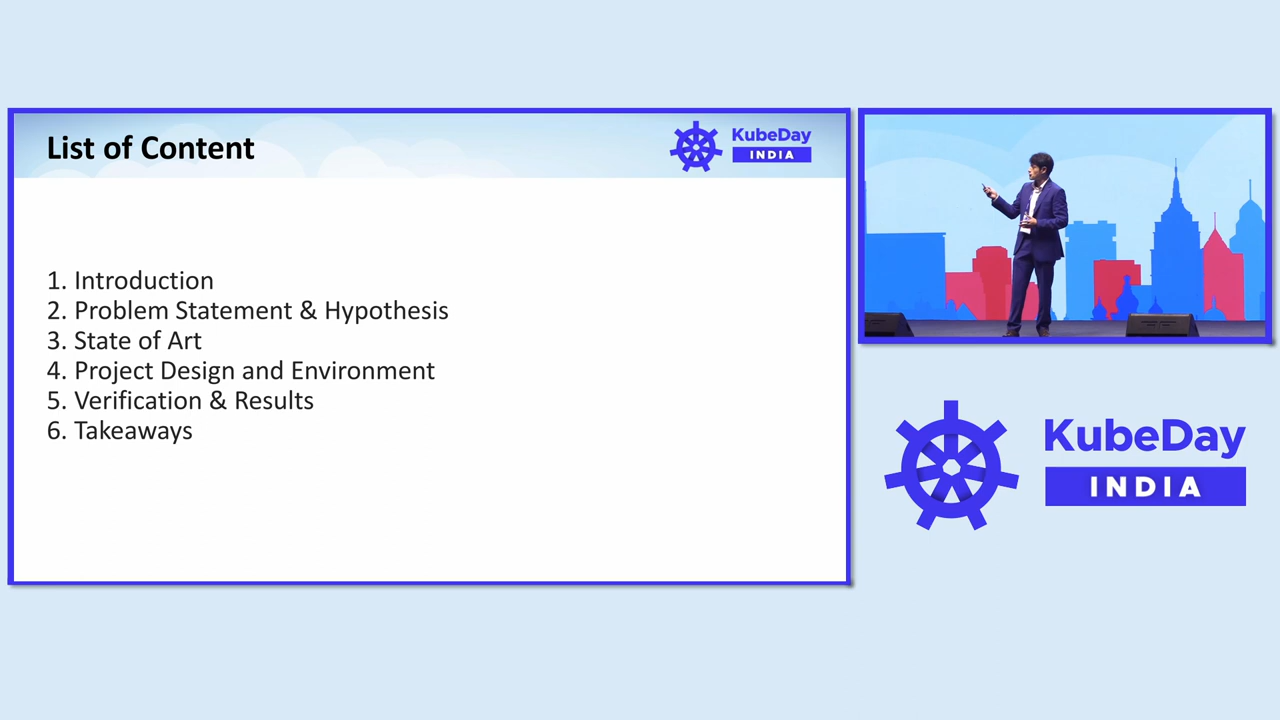 List of Content
KubeDay
INDIA
1. Introduction
2. Problem Statement & Hypothesis
3. State of Art
4. Project Design and Environment
5. Verification & Results
6. Takeaways
KubeDay
INDIA